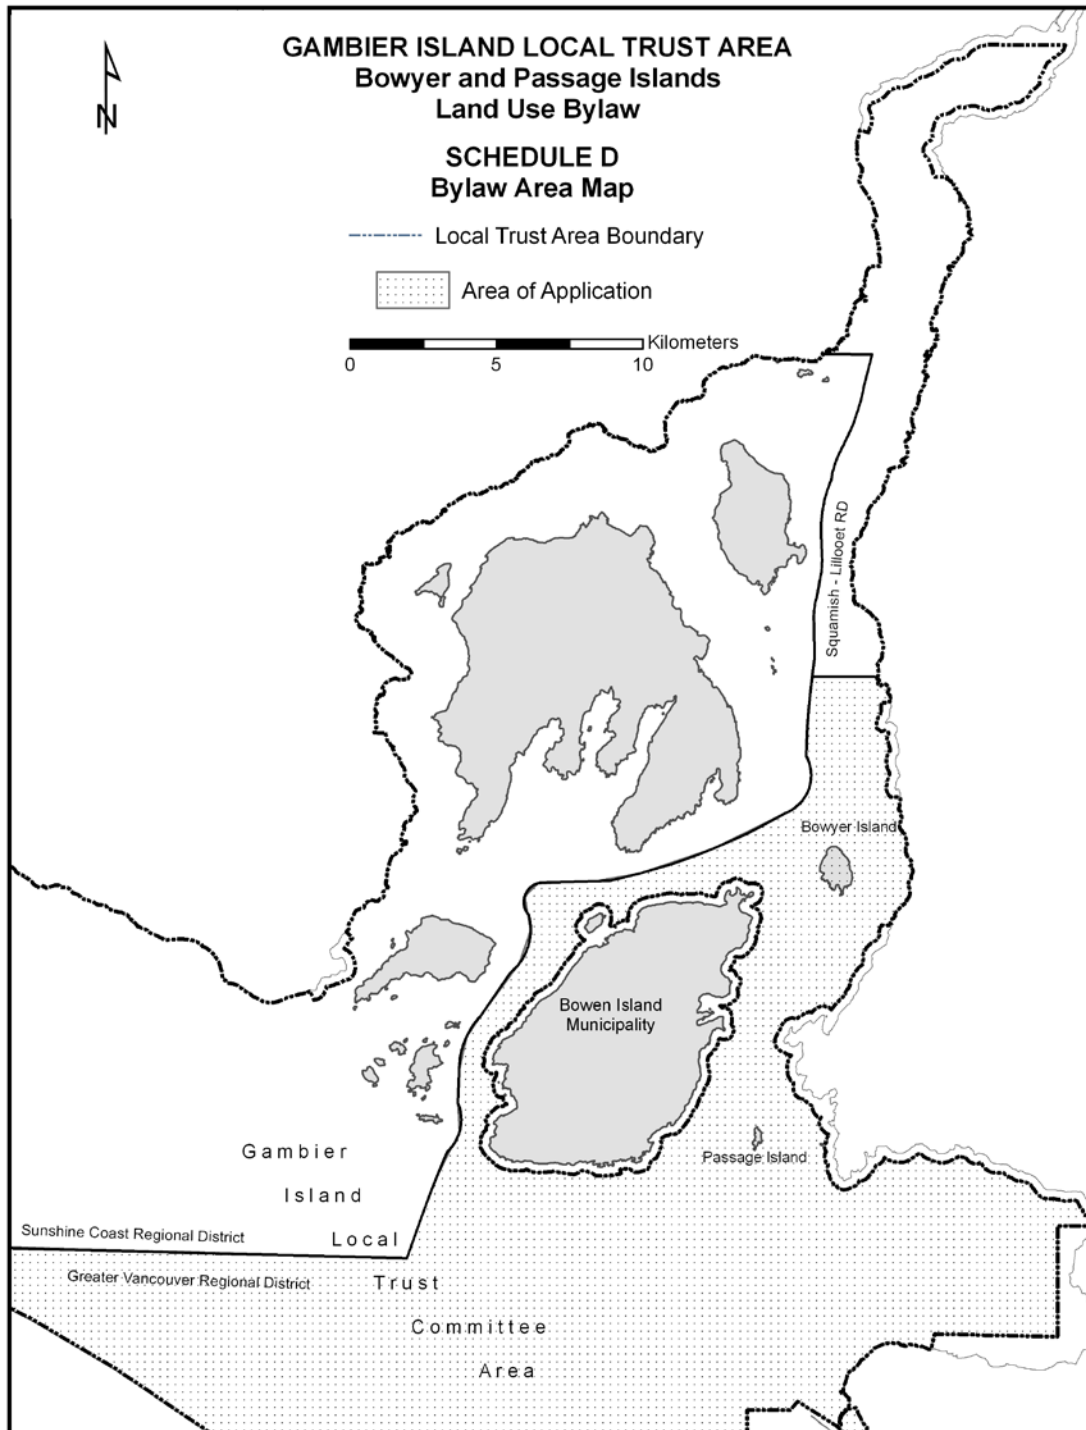 GAMBIER ISLAND LOCAL TRUST AREA
Bowyer and Passage Islands
Land Use Bylaw
SCHEDULE D
Bylaw Area Map
N
Local Trust Area Boundary
Area of Application
Kilometers
0 5 10
Squamish - Lillooet RD
Bowyer Island
Bowen Island
Municipality
Passage Island
Gambier
Island
Sunshine Coast Regional District
Local
Greater Vancouver Regional District
Trust
Committee
Area